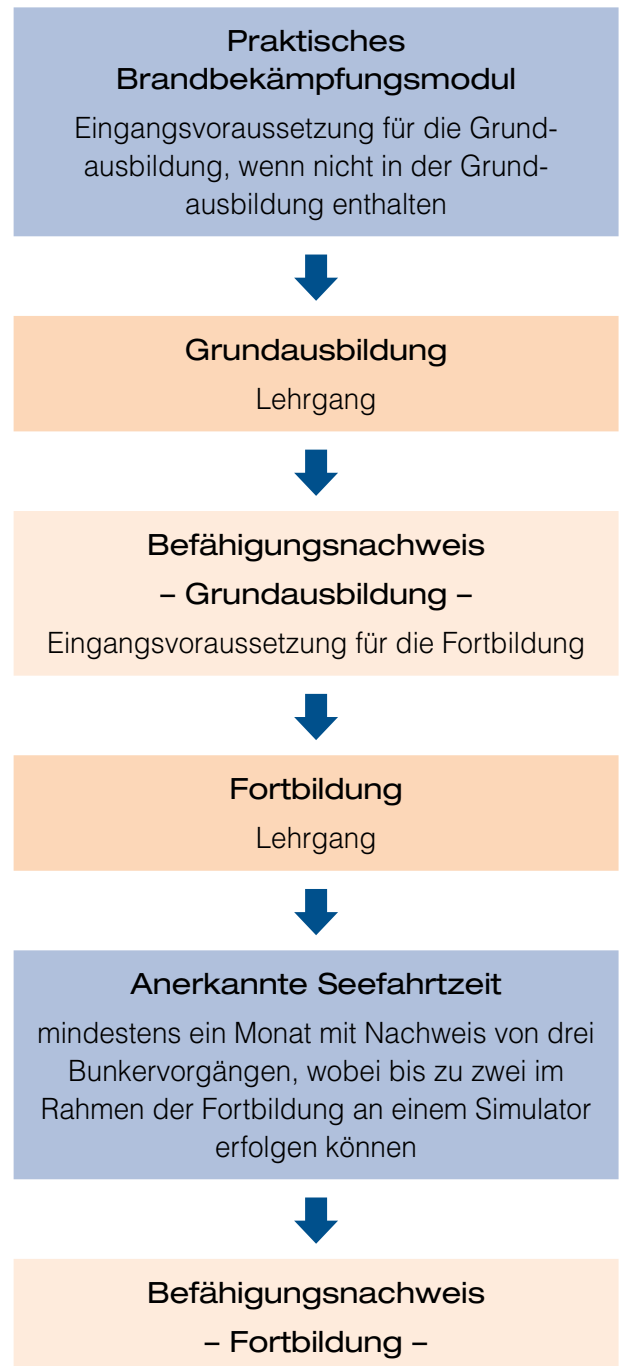 Praktisches
Brandbekämpfungsmodul
Eingangsvoraussetzung für die Grund-
ausbildung, wenn nicht in der Grund-
ausbildung enthalten
Grundausbildung
Lehrgang
Befähigungsnachweis
– Grundausbildung –
Eingangsvoraussetzung für die Fortbildung
Fortbildung
Lehrgang
Anerkannte Seefahrtzeit
mindestens ein Monat mit Nachweis von drei
Bunkervorgängen, wobei bis zu zwei im
Rahmen der Fortbildung an einem Simulator
erfolgen können
Befähigungsnachweis
– Fortbildung –